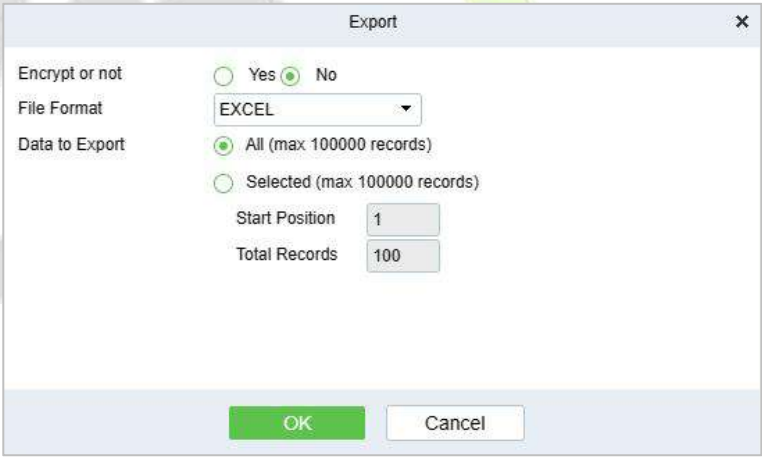 Export
Encrypt or not Yes No
File Format EXCEL
Data to Export All (max 100000 records)
Selected (max 100000 records)
Start Position 1
Total Records 100
OK Cancel